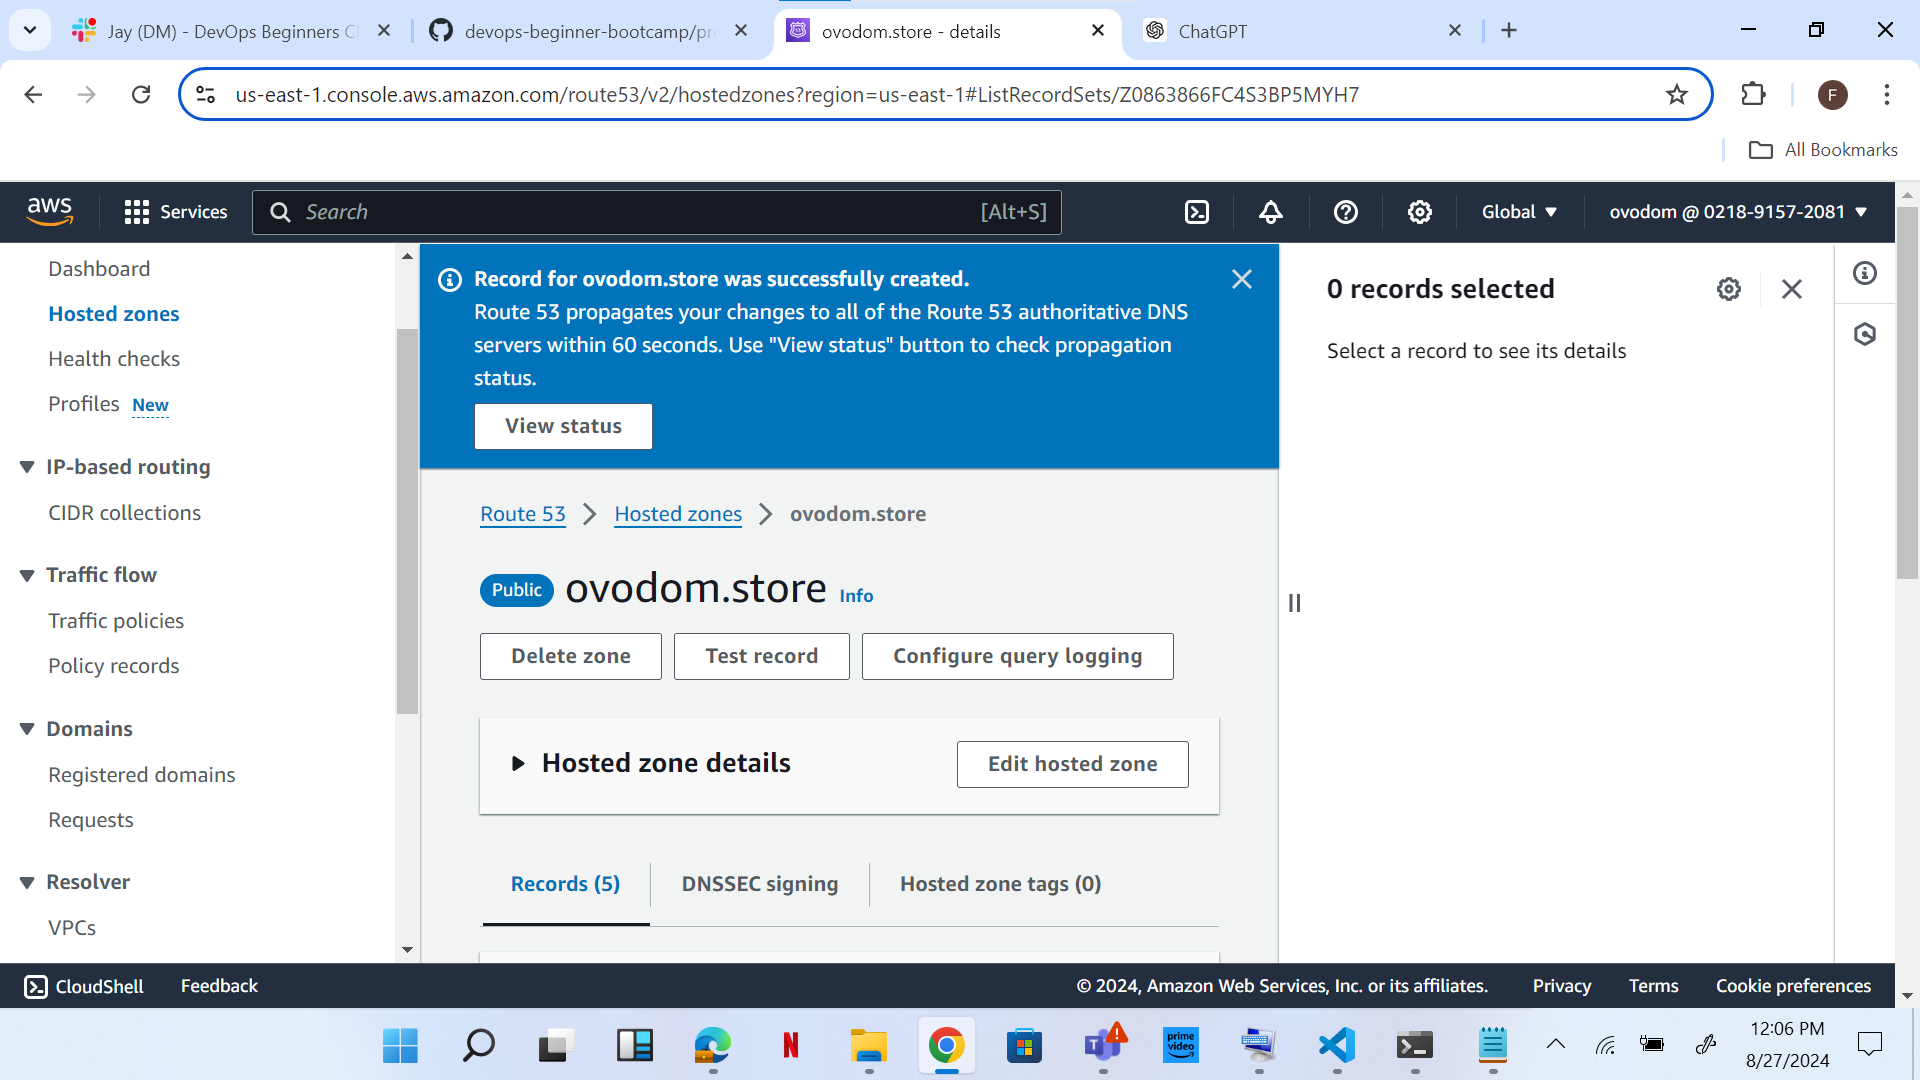 Jay (DM) - DevOps Beginners Cl
devops-beginner-bootcamp/pr
ovodom.store - details
ChatGPT
us-east-1.console.aws.amazon.com/route53/v2/hostedzones?region=us-east-1#ListRecordSets/Z0863866FC4S3BP5MYH7
F
All Bookmarks
aws
Services
Search
[Alt+S]
Global
ovodom @ 0218-9157-2081
Dashboard
Hosted zones
Health checks
Profiles New
IP-based routing
CIDR collections
Traffic flow
Traffic policies
Policy records
Domains
Registered domains
Requests
Resolver
VPCs
Record for ovodom.store was successfully created.
Route 53 propagates your changes to all of the Route 53 authoritative DNS
servers within 60 seconds. Use "View status" button to check propagation
status.
View status
Route 53
Hosted zones
ovodom.store
Public
ovodom.store
Info
Delete zone
Test record
Configure query logging
Hosted zone details
Edit hosted zone
Records (5)
DNSSEC signing
Hosted zone tags (0)
0 records selected
Select a record to see its details
CloudShell
Feedback
© 2024, Amazon Web Services, Inc. or its affiliates.
Privacy
Terms
Cookie preferences
N
T
prime
video
12:06 PM
8/27/2024